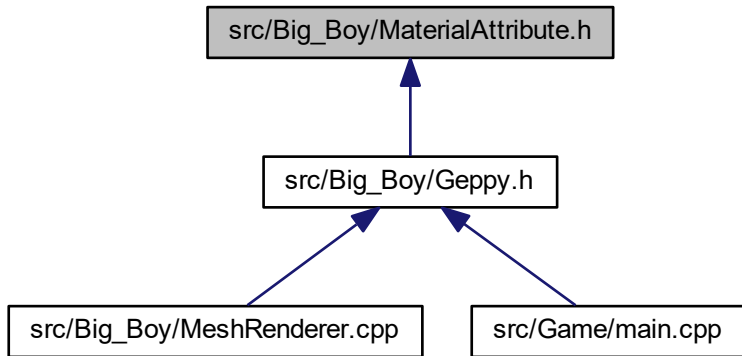 src/Big_Boy/MaterialAttribute.h
src/Big_Boy/Geppy.h
src/Big_Boy/MeshRenderer.cpp
src/Game/main.cpp